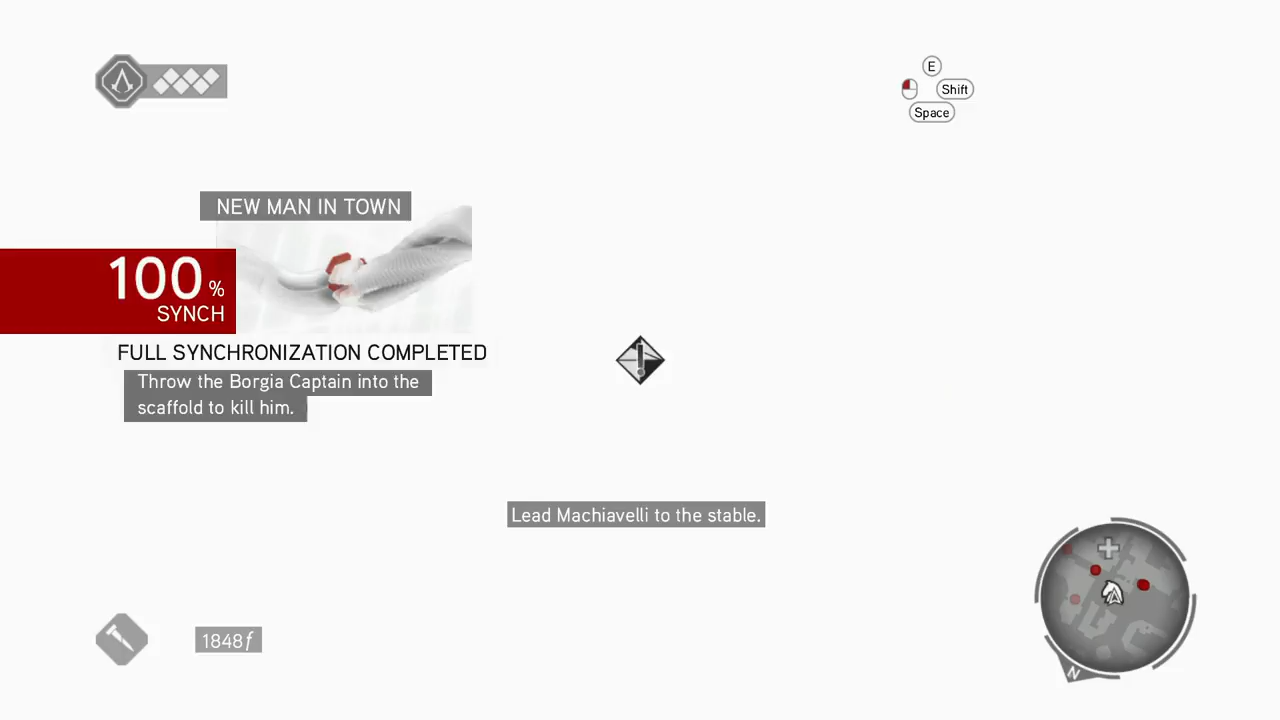 E
Shift
Space
NEW MAN IN TOWN
100%
SYNCH
FULL SYNCHRONIZATION COMPLETED
Throw the Borgia Captain into the
scaffold to kill him.
Lead Machiavelli to the stable.
1848ƒ
N